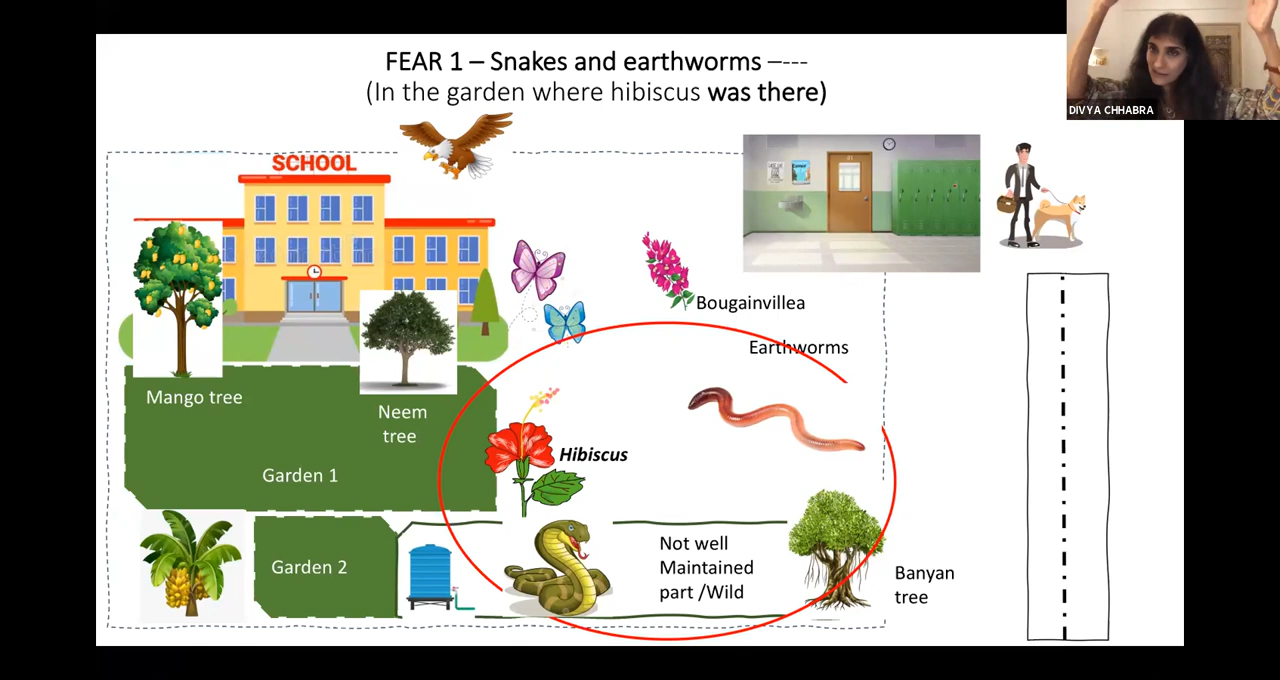 FEAR 1 – Snakes and earthworms –---
(In the garden where hibiscus was there)
DIVYA CHHABRA
SCHOOL
Bougainvillea
Earthworms
Mango tree
Neem
tree
Hibiscus
Garden 1
Garden 2
Not well
Maintained
part /Wild
Banyan
tree